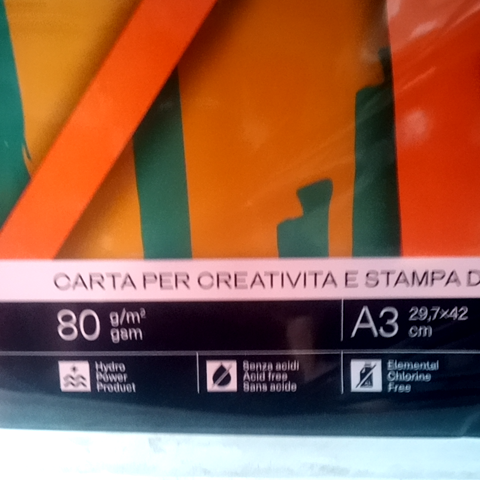 CARTA PER CREATIVITA E STAMPA D
80 g/m²
gsm
A3 29,7x42
cm
Hydro
Power
Product
Senza acidi
Acid free
Sans acide
Elemental
Chlorine
Free